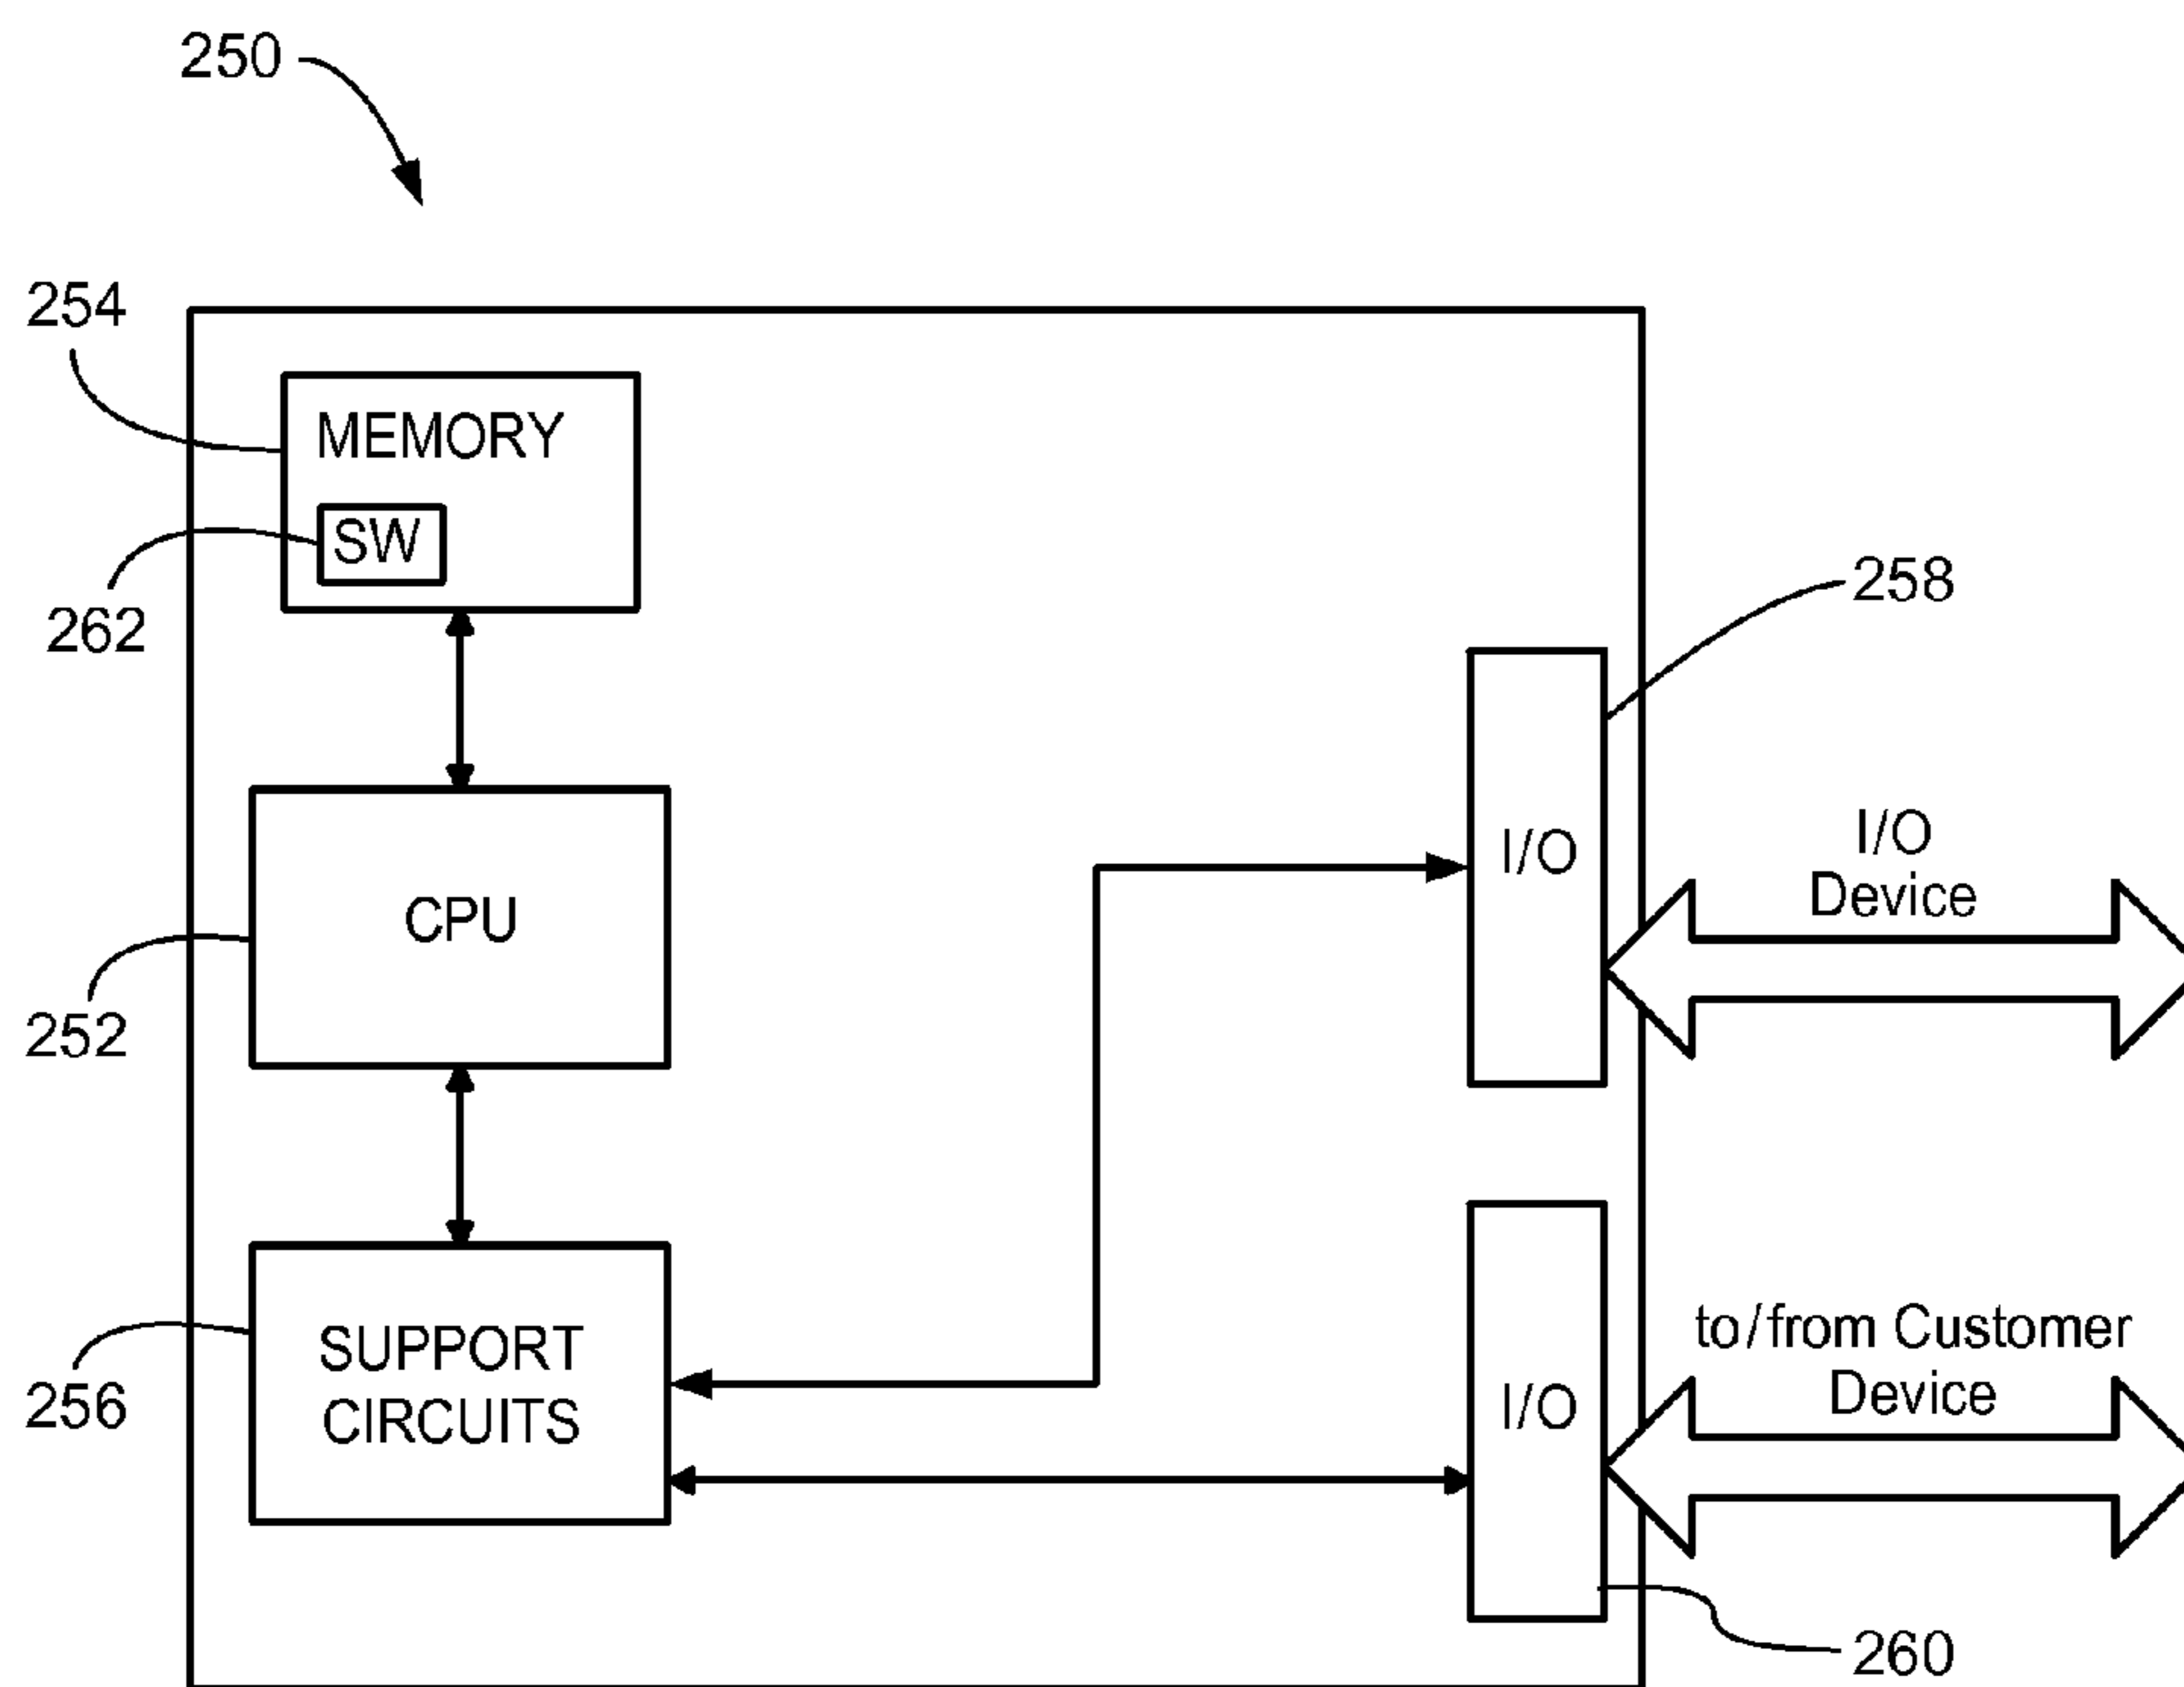 250
254
MEMORY
SW
262
258
I/O
I/O
Device
CPU
252
SUPPORT
CIRCUITS
256
I/O
to/from Customer
Device
260